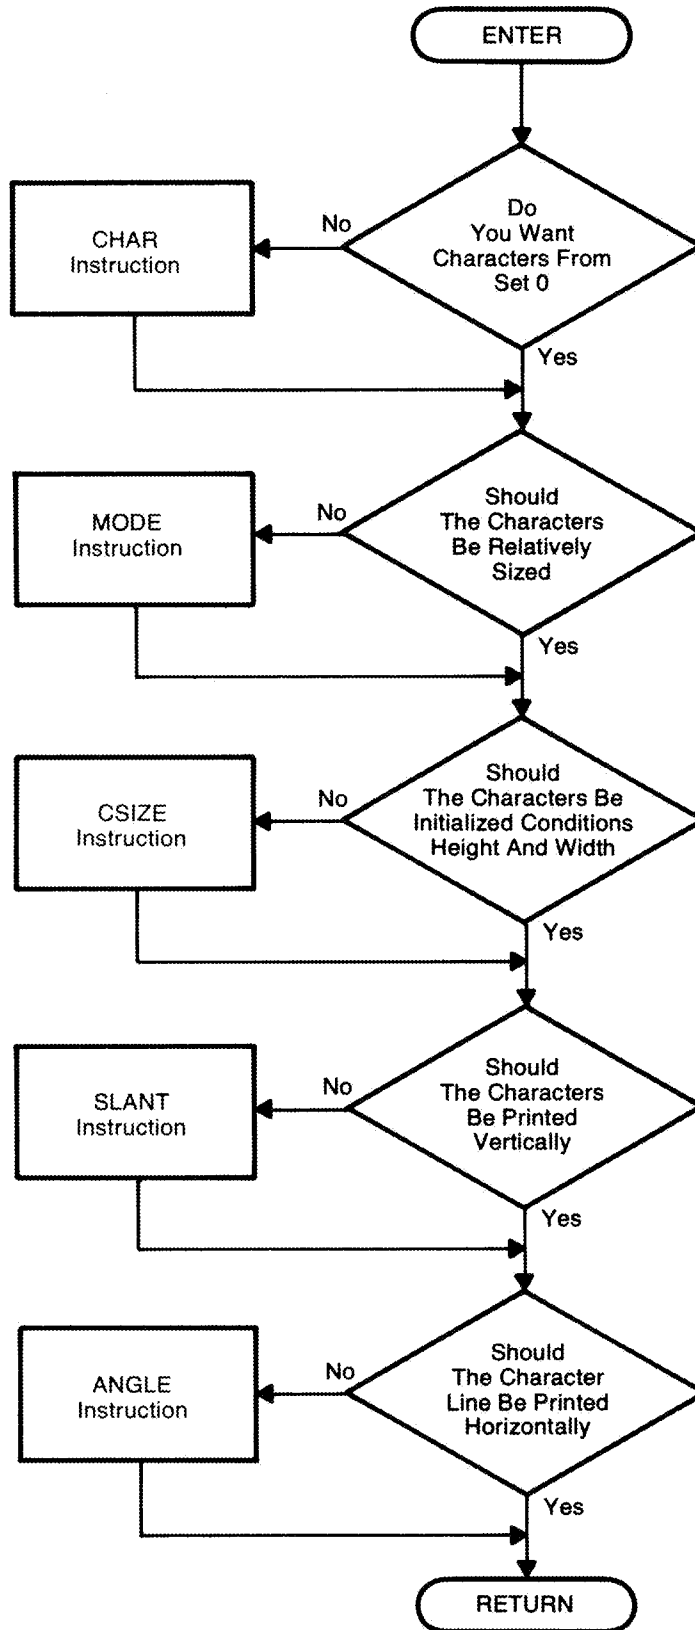 ENTER
Do
You Want
Characters From
Set 0
No
CHAR
Instruction
Yes
Should
The Characters
Be Relatively
Sized
No
MODE
Instruction
Yes
Should
The Characters Be
Initialized Conditions
Height And Width
No
CSIZE
Instruction
Yes
Should
The Characters
Be Printed
Vertically
No
SLANT
Instruction
Yes
Should
The Character
Line Be Printed
Horizontally
No
ANGLE
Instruction
Yes
RETURN